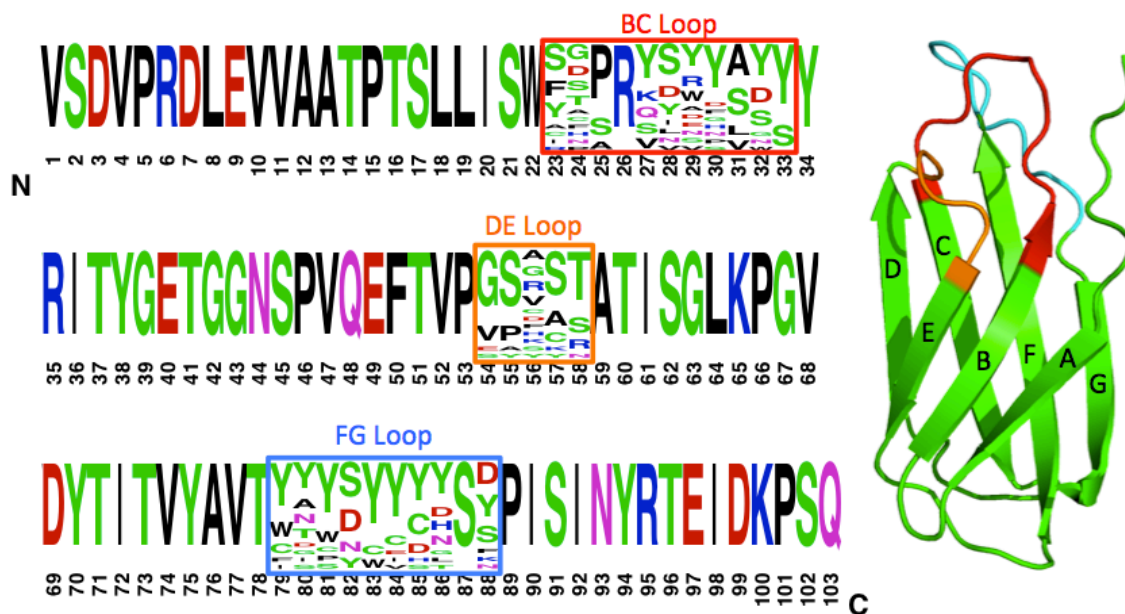 BC Loop
VSDVPRDLEVVAATPTSLLISWSGPRYSYYAYYY
1 2 3 4 5 6 7 8 9 10 11 12 13 14 15 16 17 18 19 20 21 22 23 24 25 26 27 28 29 30 31 32 33 34
N
DE Loop
RITYGETGGNSPVQEFTVPGSASTATISGLKPGV
35 36 37 38 39 40 41 42 43 44 45 46 47 48 49 50 51 52 53 54 55 56 57 58 59 60 61 62 63 64 65 66 67 68
FG Loop
DYTITVYAVTYYYSYYYYSDPISINYRTEIDKPSQ
69 70 71 72 73 74 75 76 77 78 79 80 81 82 83 84 85 86 87 88 89 90 91 92 93 94 95 96 97 98 99 100 101 102 103
C
D
C
E
B
F
A
G